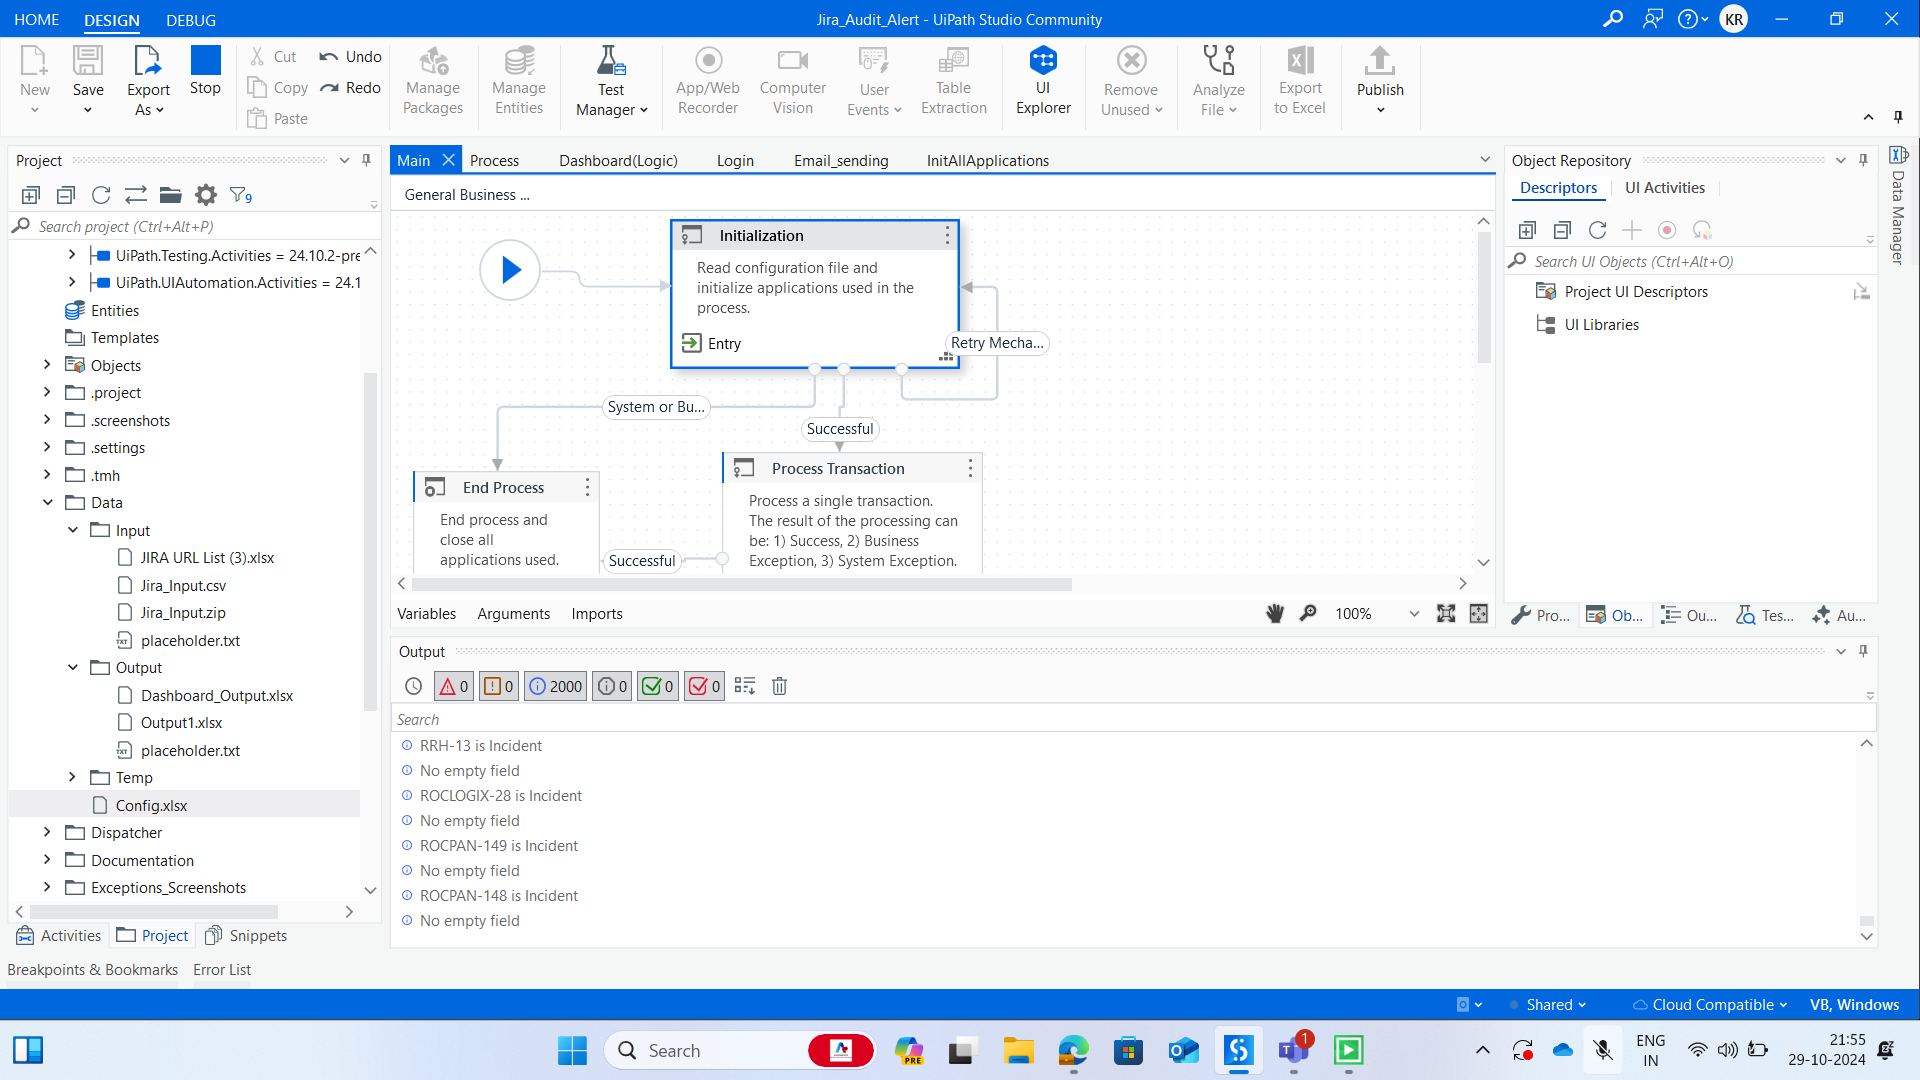 HOME
DESIGN
DEBUG
Jira_Audit_Alert - UiPath Studio Community
KR
New
Save
Export
As
Stop
Cut
Copy
Paste
Undo
Redo
Manage
Packages
Manage
Entities
Test
Manager
App/Web
Recorder
Computer
Vision
User
Events
Table
Extraction
UI
Explorer
Remove
Unused
Analyze
File
Export
to Excel
Publish
Project
9
Search project (Ctrl+Alt+P)
UiPath.Testing.Activities = 24.10.2-pre
UiPath.UIAutomation.Activities = 24.1
Entities
Templates
Objects
.project
.screenshots
.settings
.tmh
Data
Input
JIRA URL List (3).xlsx
Jira_Input.csv
Jira_Input.zip
placeholder.txt
Output
Dashboard_Output.xlsx
Output1.xlsx
placeholder.txt
Temp
Config.xlsx
Dispatcher
Documentation
Exceptions_Screenshots
Activities
Project
Snippets
Breakpoints & Bookmarks
Error List
Main
Process
Dashboard(Logic)
Login
Email_sending
InitAllApplications
General Business ...
Initialization
Read configuration file and
initialize applications used in the
process.
Entry
Retry Mecha...
System or Bu...
Successful
End Process
End process and
close all
applications used.
Successful
Process Transaction
Process a single transaction.
The result of the processing can
be: 1) Success, 2) Business
Exception, 3) System Exception.
Variables
Arguments
Imports
100%
Output
0
0
2000
0
0
0
Search
RRH-13 is Incident
No empty field
ROCLOGIX-28 is Incident
No empty field
ROCPAN-149 is Incident
No empty field
ROCPAN-148 is Incident
No empty field
Object Repository
Descriptors
UI Activities
Search UI Objects (Ctrl+Alt+O)
Project UI Descriptors
UI Libraries
Pro...
Ob...
Ou...
Tes...
Au...
Data Manager
Shared
Cloud Compatible
VB, Windows
Search
PRE
1
ENG
IN
21:55
29-10-2024